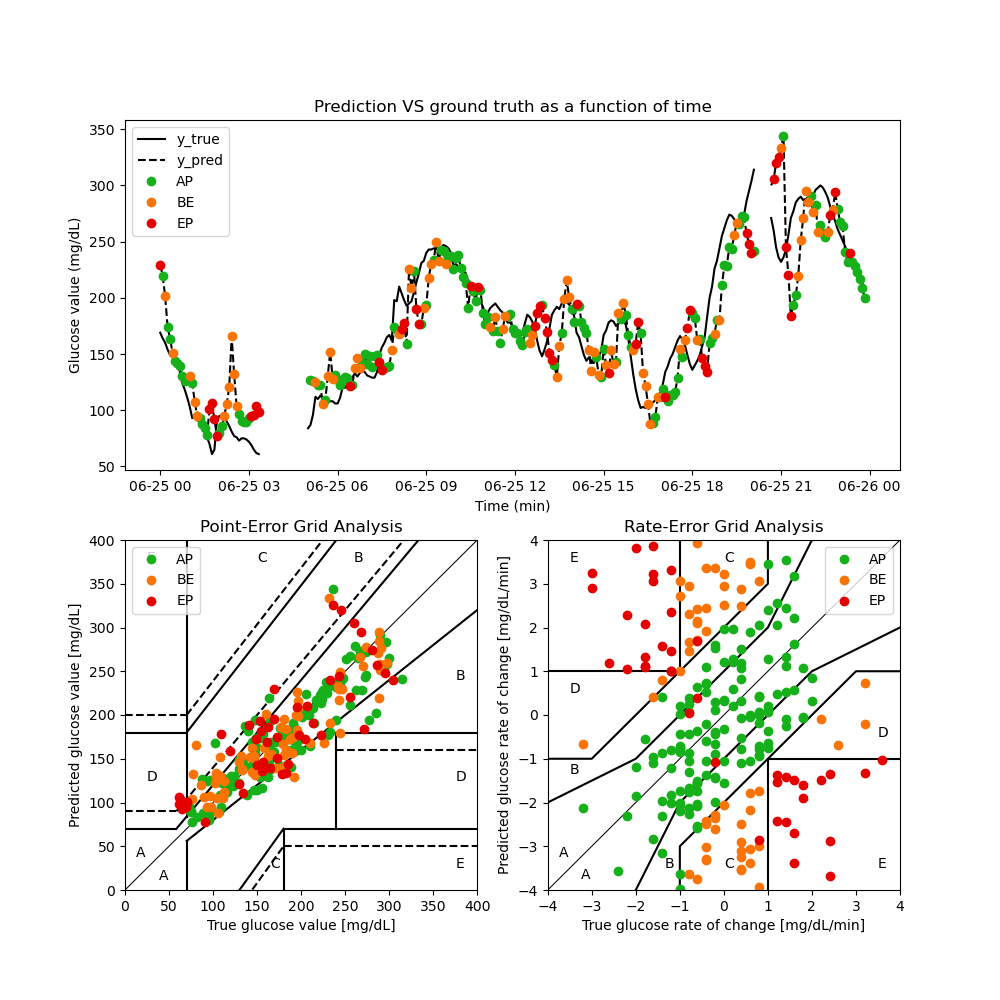 Prediction VS ground truth as a function of time
Glucose value (mg/dL)
350
300
250
200
150
100
50
y_true
y_pred
AP
BE
EP
06-25 00 06-25 03 06-25 06 06-25 09 06-25 12 06-25 15 06-25 18 06-25 21 06-26 00
Time (min)
Point-Error Grid Analysis
Predicted glucose value [mg/dL]
400
350
300
250
200
150
100
50
0
AP
BE
EP
C B
B
D D
A
A C E
0 50 100 150 200 250 300 350 400
True glucose value [mg/dL]
Rate-Error Grid Analysis
Predicted glucose rate of change [mg/dL/min]
4
3
2
1
0
−1
−2
−3
−4
E C
AP
BE
EP
D
D
B
A
A B C E
−4 −3 −2 −1 0 1 2 3 4
True glucose rate of change [mg/dL/min]